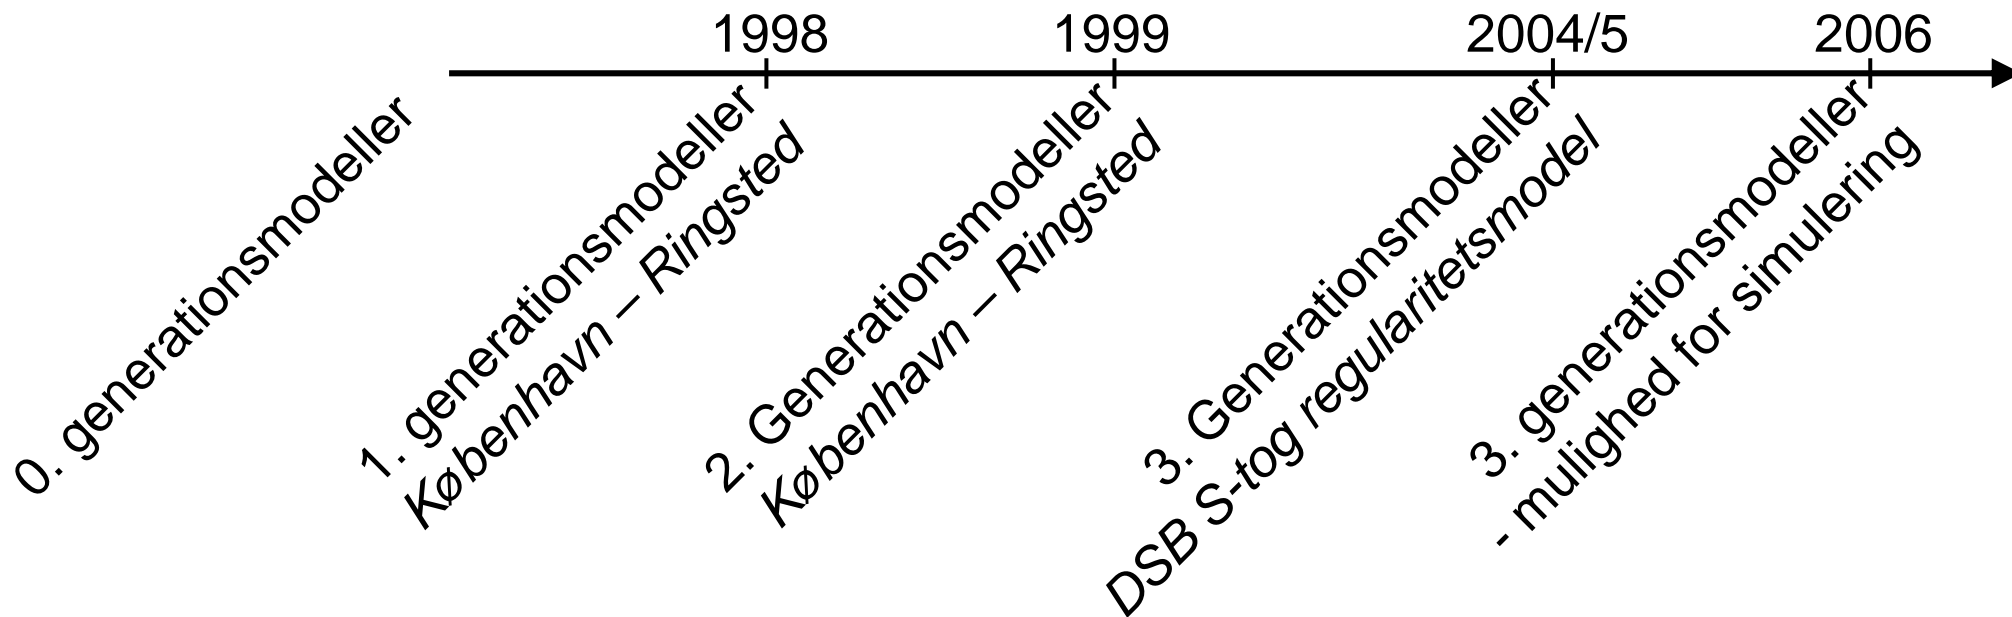 1998
1999
2004/5
2006
0. generationsmodeller
1. generationsmodeller
København – Ringsted
2. Generationsmodeller
København – Ringsted
3. Generationsmodeller
DSB S-tog regularitetsmodel
3. generationsmodeller
- mulighed for simulering